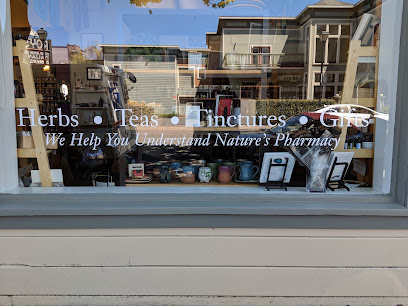 Herbs • Teas • Tinctures • Gifts
We Help You Understand Nature's Pharmacy